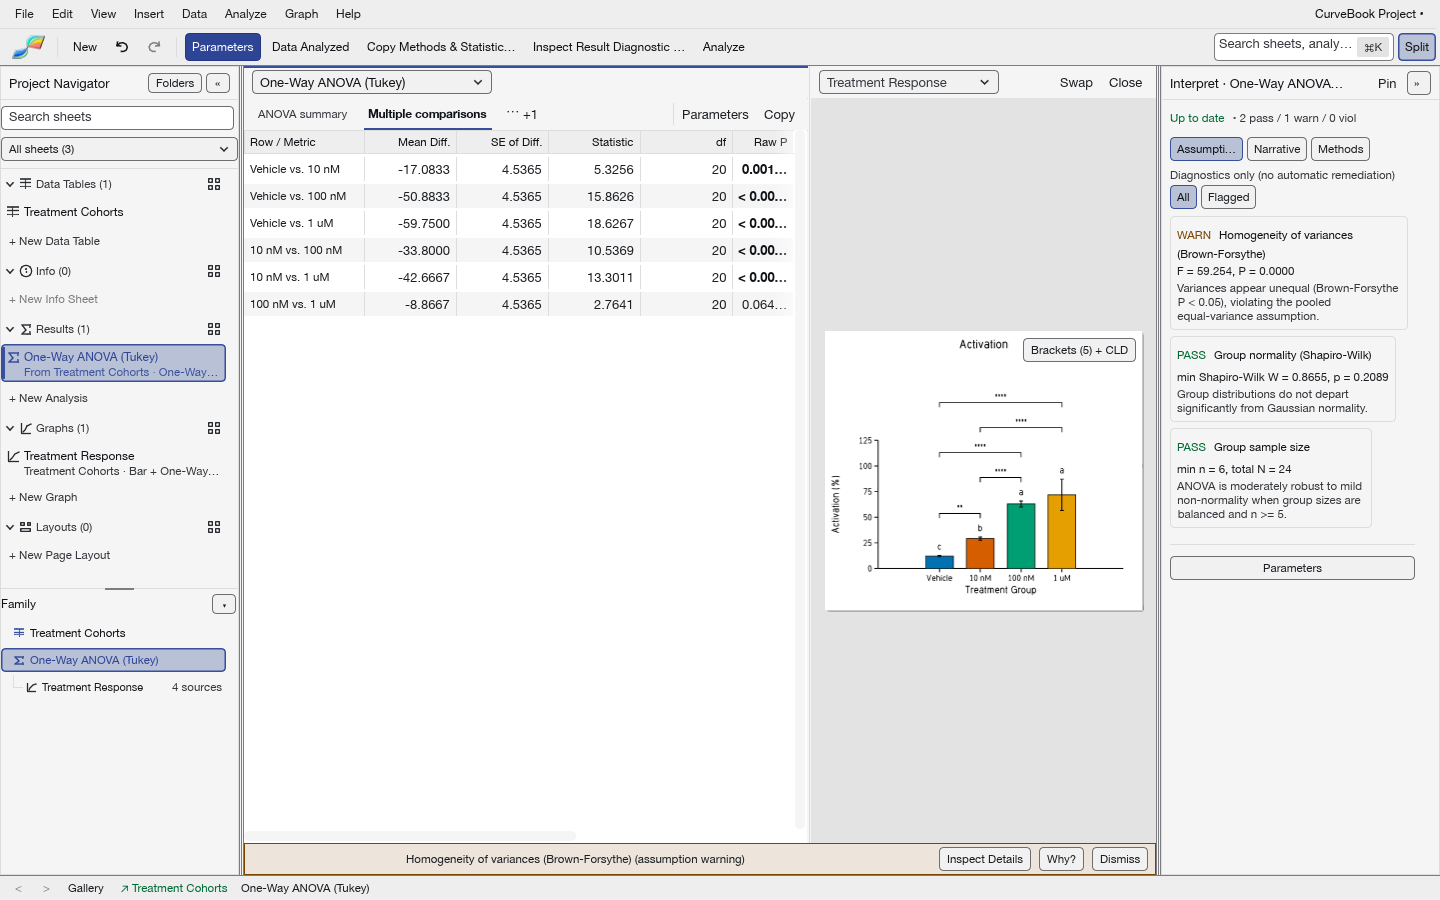 File Edit View Insert Data Analyze Graph Help
CurveBook Project •
New
Parameters
Data Analyzed
Copy Methods & Statistic…
Inspect Result Diagnostic …
Analyze
Search sheets, analy… ⌘K
Split
Project Navigator
Folders
«
Search sheets
All sheets (3)
Data Tables (1)
Treatment Cohorts
+ New Data Table
Info (0)
+ New Info Sheet
Results (1)
One-Way ANOVA (Tukey)
From Treatment Cohorts · One-Way…
+ New Analysis
Graphs (1)
Treatment Response
Treatment Cohorts · Bar + One-Way…
+ New Graph
Layouts (0)
+ New Page Layout
Family
Treatment Cohorts
One-Way ANOVA (Tukey)
Treatment Response 4 sources
One-Way ANOVA (Tukey)
ANOVA summary
Multiple comparisons
··· +1
Parameters
Copy
Row / Metric Mean Diff. SE of Diff. Statistic df Raw P
Vehicle vs. 10 nM -17.0833 4.5365 5.3256 20 0.001…
Vehicle vs. 100 nM -50.8833 4.5365 15.8626 20 < 0.00…
Vehicle vs. 1 uM -59.7500 4.5365 18.6267 20 < 0.00…
10 nM vs. 100 nM -33.8000 4.5365 10.5369 20 < 0.00…
10 nM vs. 1 uM -42.6667 4.5365 13.3011 20 < 0.00…
100 nM vs. 1 uM -8.8667 4.5365 2.7641 20 0.064…
Treatment Response
Swap
Close
Activation
Brackets (5) + CLD
****
****
****
****
**
a
a
b
c
125
100
75
50
25
0
Activation (%)
Vehicle 10 nM 100 nM 1 uM
Treatment Group
Interpret · One-Way ANOVA…
Pin
»
Up to date • 2 pass / 1 warn / 0 viol
Assumpti…
Narrative
Methods
Diagnostics only (no automatic remediation)
All
Flagged
WARN Homogeneity of variances
(Brown-Forsythe)
F = 59.254, P = 0.0000
Variances appear unequal (Brown-Forsythe
P < 0.05), violating the pooled
equal-variance assumption.
PASS Group normality (Shapiro-Wilk)
min Shapiro-Wilk W = 0.8655, p = 0.2089
Group distributions do not depart
significantly from Gaussian normality.
PASS Group sample size
min n = 6, total N = 24
ANOVA is moderately robust to mild
non-normality when group sizes are
balanced and n >= 5.
Parameters
Homogeneity of variances (Brown-Forsythe) (assumption warning)
Inspect Details
Why?
Dismiss
< > Gallery ↗ Treatment Cohorts One-Way ANOVA (Tukey)